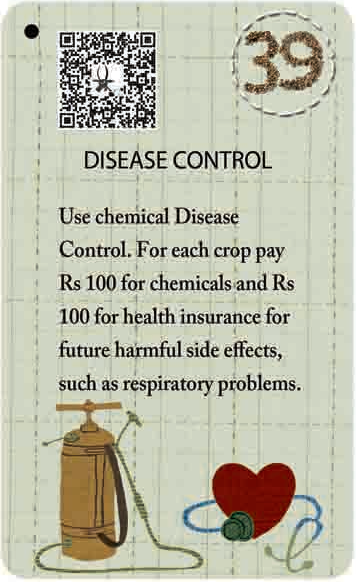 39
DISEASE CONTROL
Use chemical Disease
Control. For each crop pay
Rs 100 for chemicals and Rs
100 for health insurance for
future harmful side effects,
such as respiratory problems.